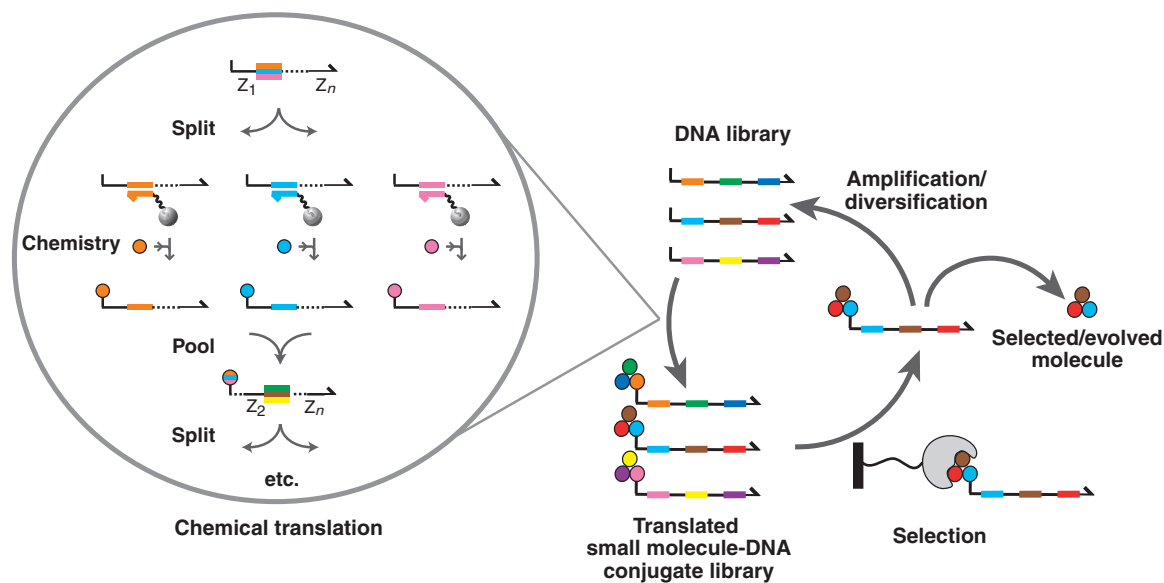 Z1
Zn
Split
Chemistry
Pool
Z2
Zn
Split
etc.
Chemical translation
DNA library
Amplification/
diversification
Selected/evolved
molecule
Translated
small molecule-DNA
conjugate library
Selection